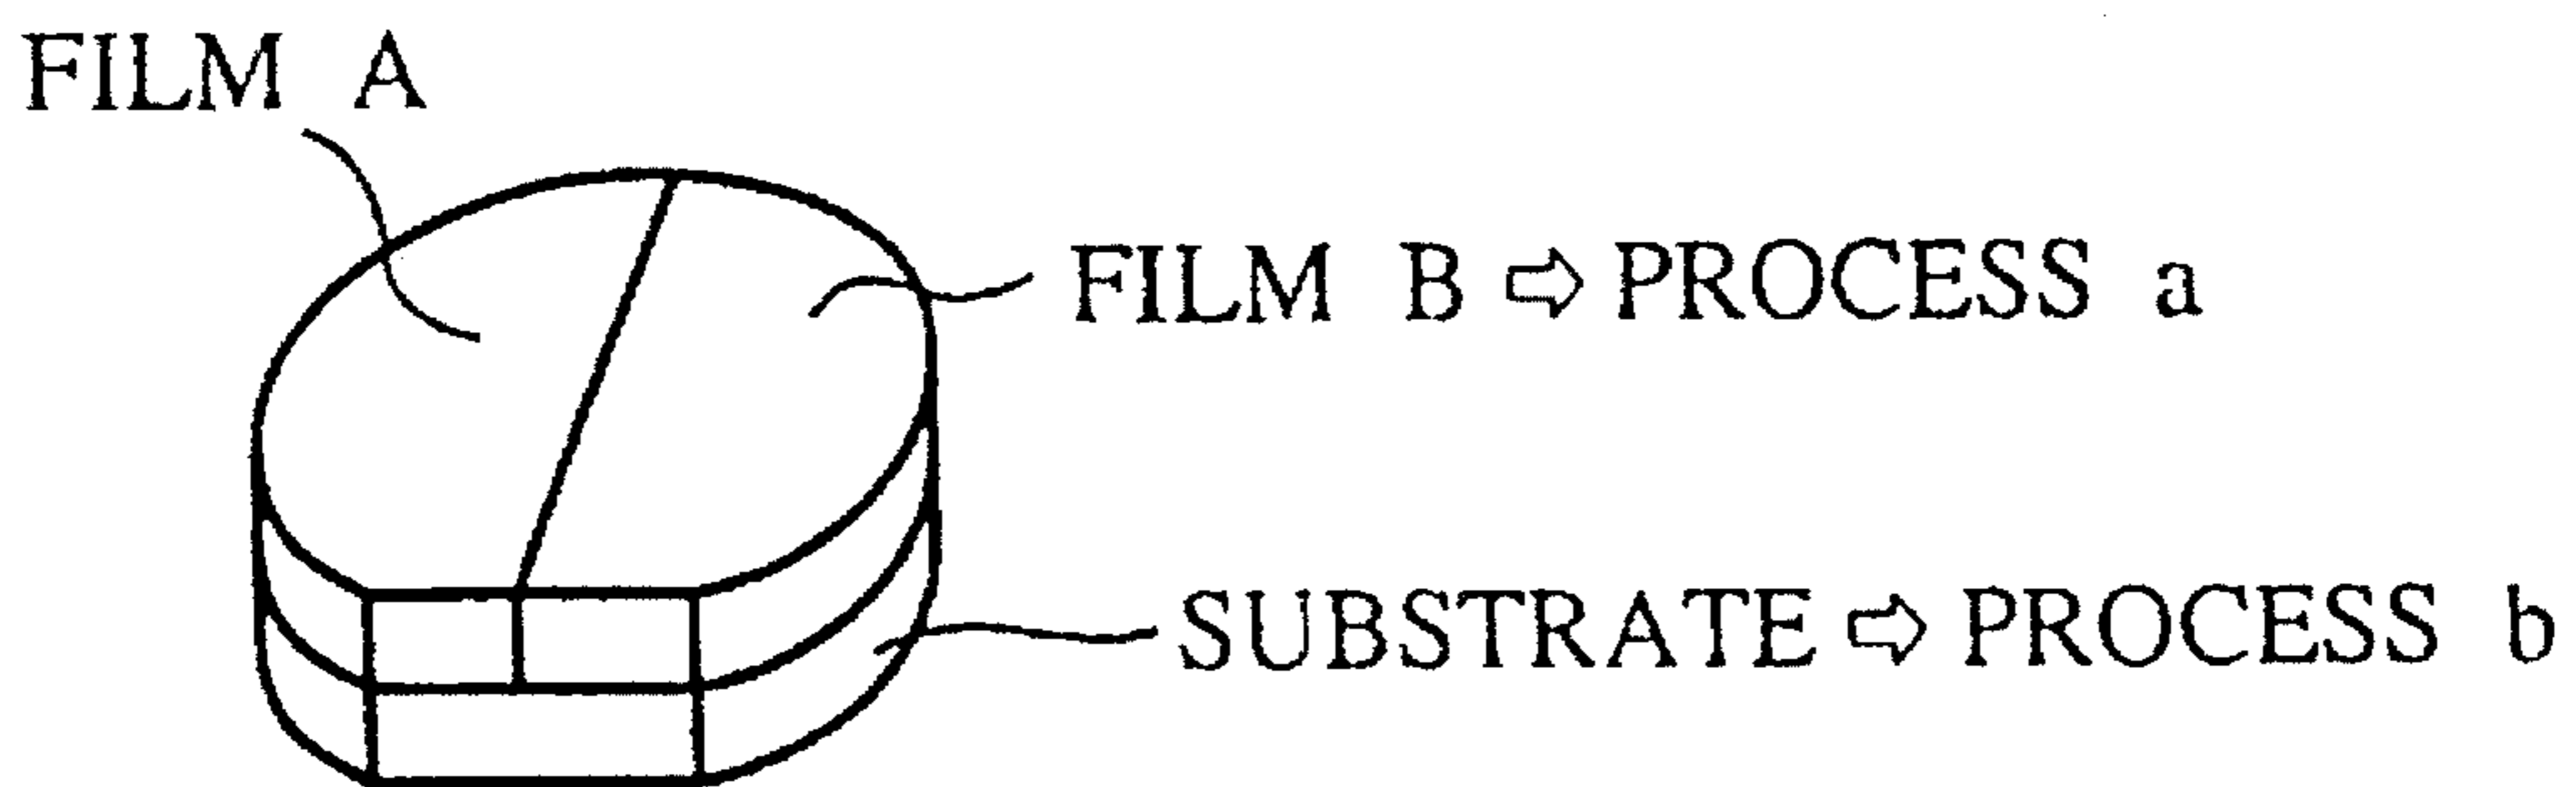 FILM A
FILM B ⇨ PROCESS a
SUBSTRATE ⇨ PROCESS b